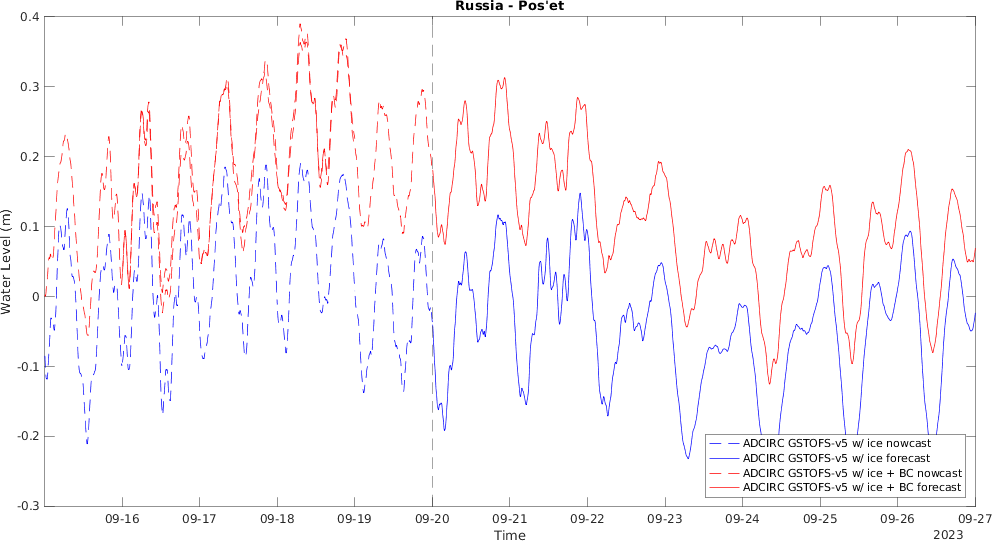 Russia - Pos'et
Water Level (m)
0.4
0.3
0.2
0.1
0
-0.1
-0.2
-0.3
ADCIRC GSTOFS-v5 w/ ice nowcast
ADCIRC GSTOFS-v5 w/ ice forecast
ADCIRC GSTOFS-v5 w/ ice + BC nowcast
ADCIRC GSTOFS-v5 w/ ice + BC forecast
09-16 09-17 09-18 09-19 09-20 09-21 09-22 09-23 09-24 09-25 09-26 09-27
Time
2023